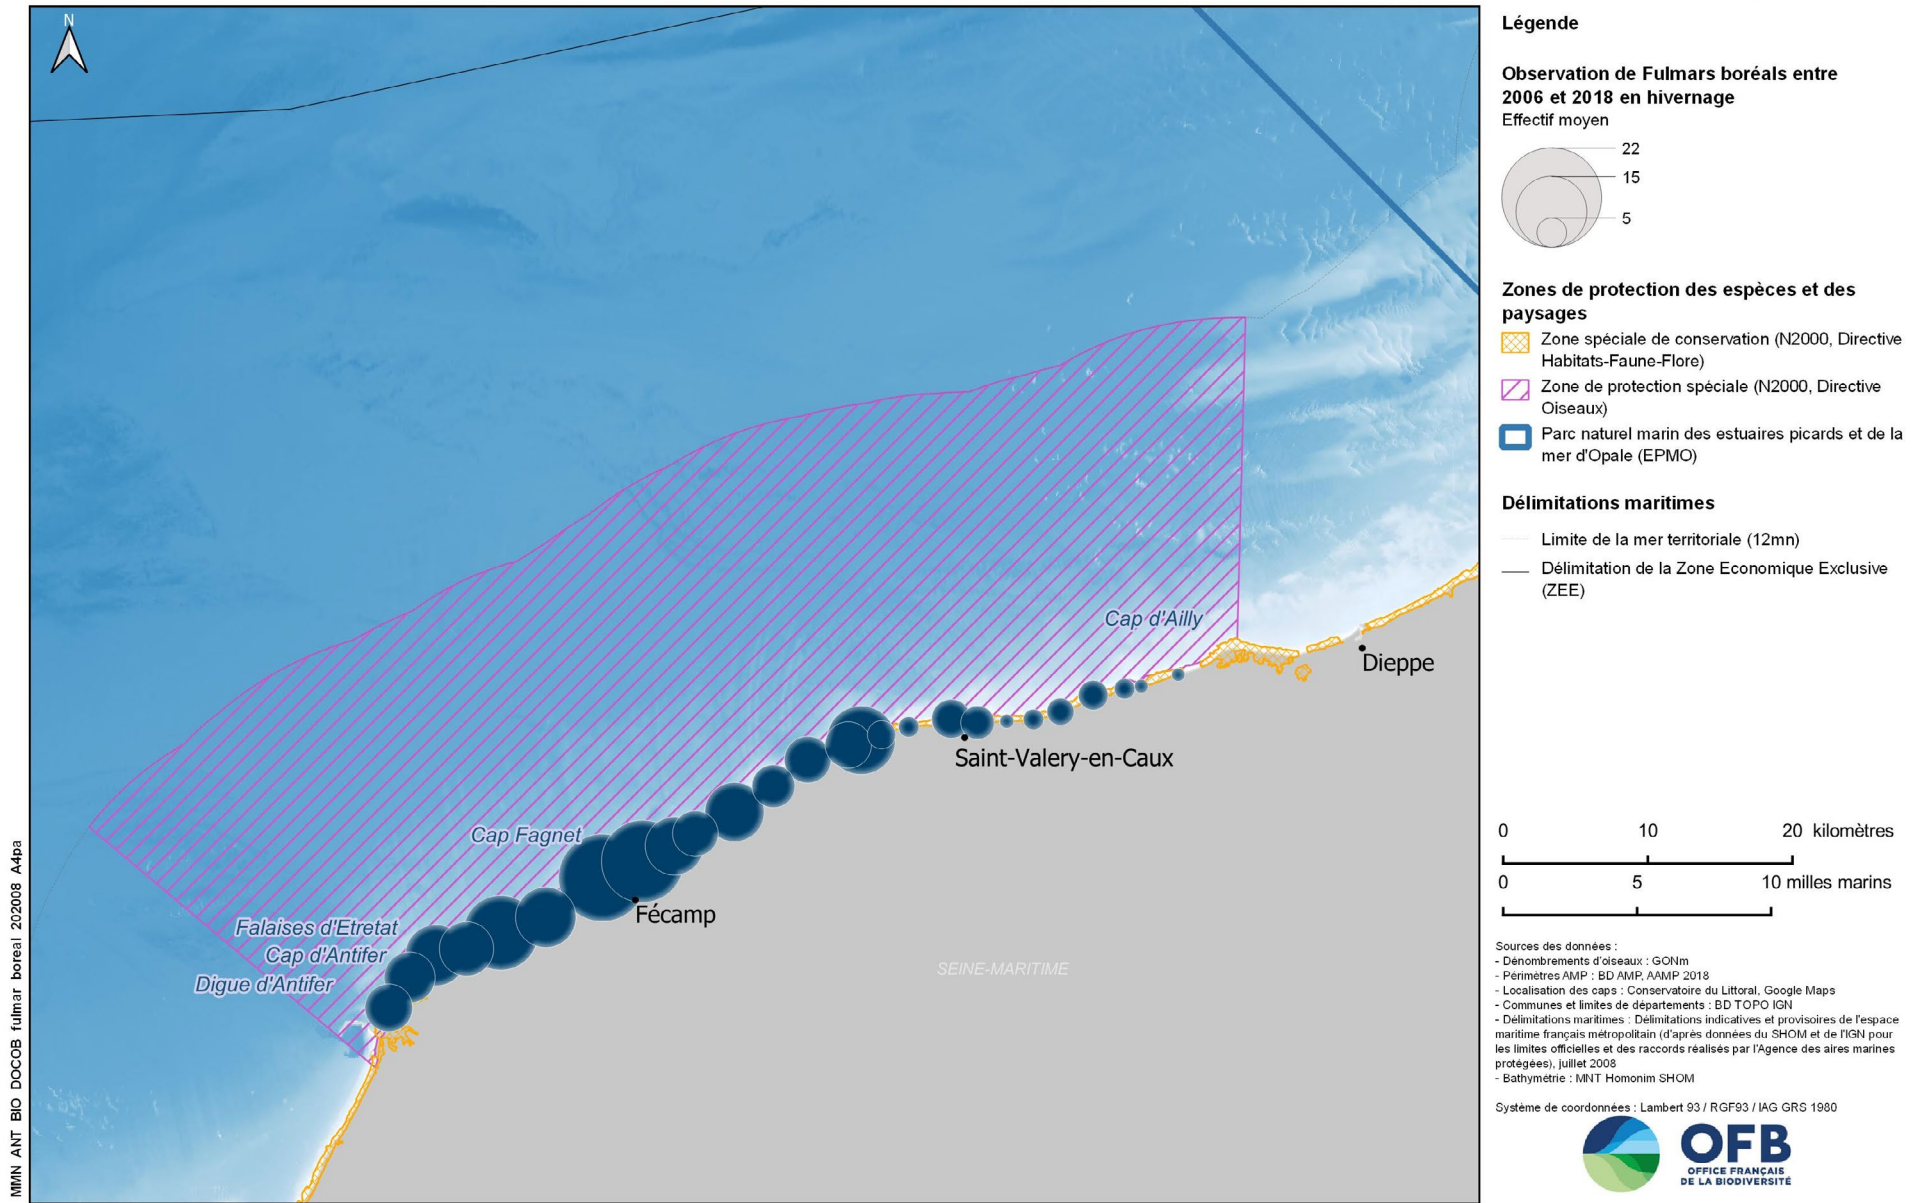 N
Cap d'Ailly
Dieppe
Saint-Valery-en-Caux
Cap Fagnet
Fécamp
Falaises d'Etretat
Cap d'Antifer
Digue d'Antifer
SEINE-MARITIME
MMN_ANT_BIO_DOCOB_fulmar_boreal_202008_A4pa
Légende
Observation de Fulmars boréals entre
2006 et 2018 en hivernage
Effectif moyen
22
15
5
Zones de protection des espèces et des
paysages
Zone spéciale de conservation (N2000, Directive
Habitats-Faune-Flore)
Zone de protection spéciale (N2000, Directive
Oiseaux)
Parc naturel marin des estuaires picards et de la
mer d'Opale (EPMO)
Délimitations maritimes
Limite de la mer territoriale (12mn)
Délimitation de la Zone Economique Exclusive
(ZEE)
0 10 20 kilomètres
0 5 10 milles marins
Sources des données :
- Dénombrements d'oiseaux : GONm
- Périmètres AMP : BD AMP, AAMP 2018
- Localisation des caps : Conservatoire du Littoral, Google Maps
- Communes et limites de départements : BD TOPO IGN
- Délimitations maritimes : Délimitations indicatives et provisoires de l'espace
maritime français métropolitain (d'après données du SHOM et de l'IGN pour
les limites officielles et des raccords réalisés par l'Agence des aires marines
protégées), juillet 2008
- Bathymétrie : MNT Homonim SHOM
Système de coordonnées : Lambert 93 / RGF93 / IAG GRS 1980
OFB
OFFICE FRANÇAIS
DE LA BIODIVERSITÉ